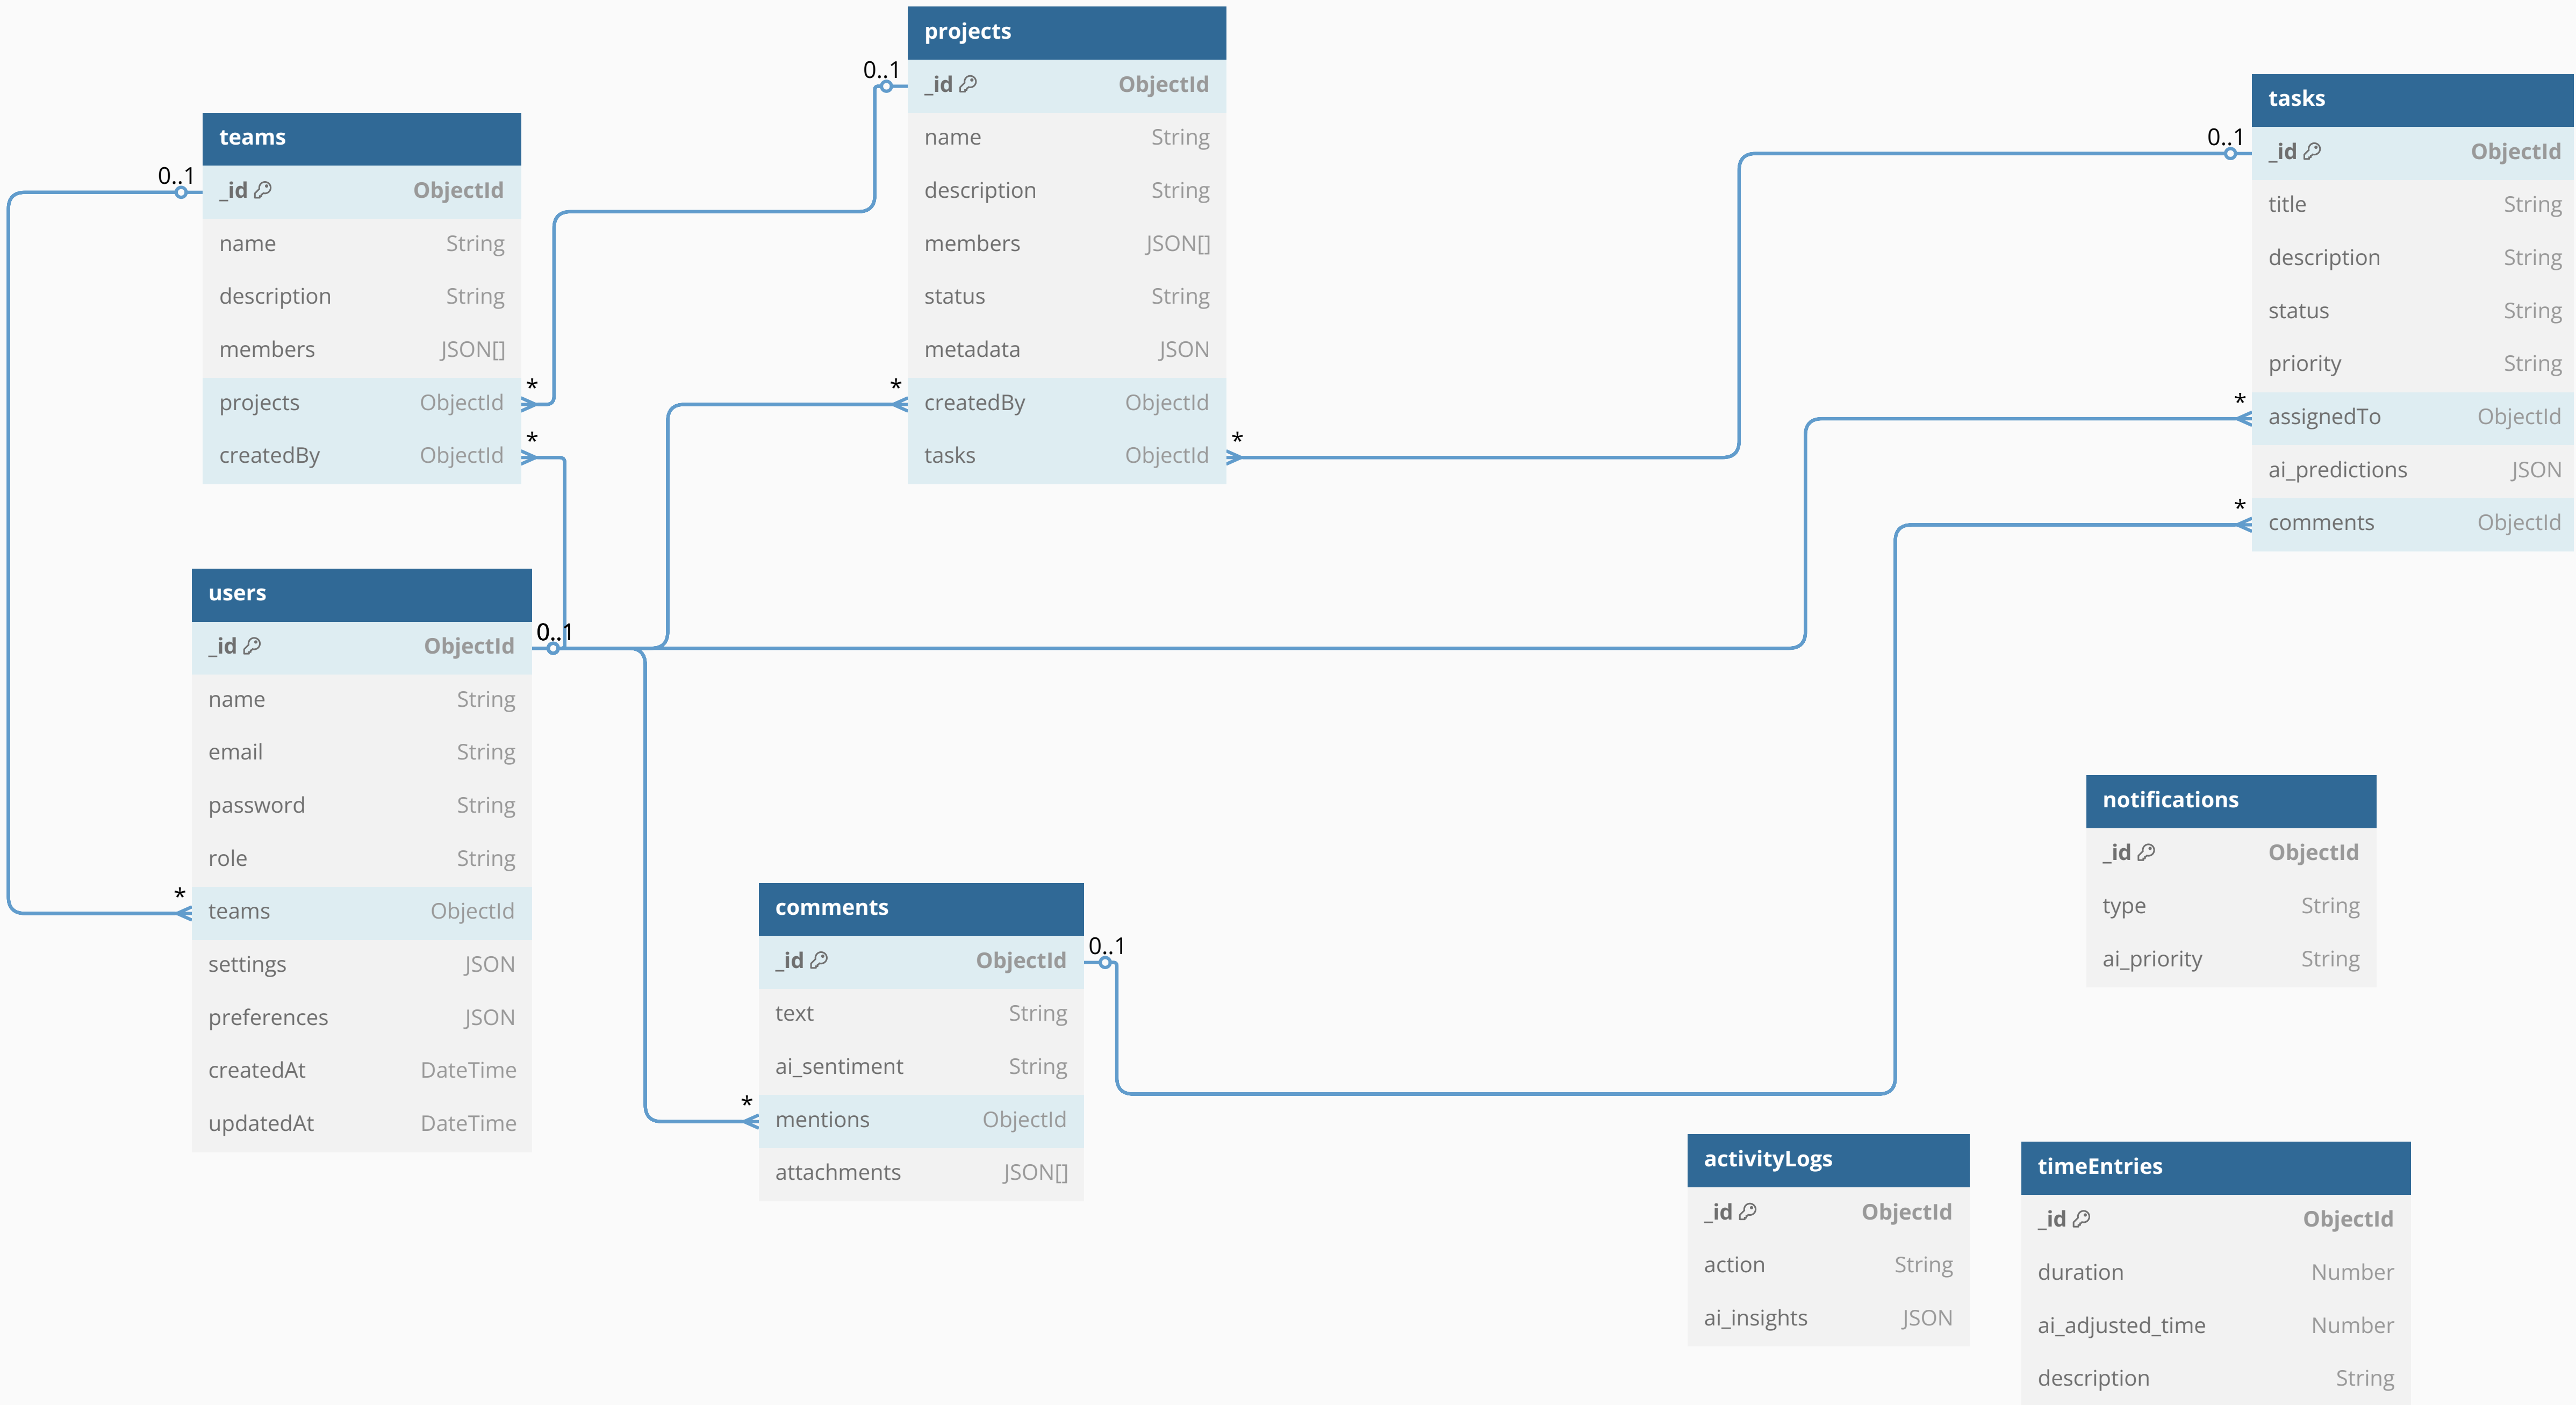 projects
0..1
_id ObjectId
name String
description String
members JSON[]
status String
metadata JSON
* createdBy ObjectId
tasks ObjectId *
teams
0..1
_id ObjectId
name String
description String
members JSON[]
projects ObjectId *
createdBy ObjectId *
tasks
0..1
_id ObjectId
title String
description String
status String
priority String
* assignedTo ObjectId
ai_predictions JSON
* comments ObjectId
users
_id ObjectId 0..1
name String
email String
password String
role String
* teams ObjectId
settings JSON
preferences JSON
createdAt DateTime
updatedAt DateTime
comments
_id ObjectId 0..1
text String
ai_sentiment String
* mentions ObjectId
attachments JSON[]
notifications
_id ObjectId
type String
ai_priority String
activityLogs
_id ObjectId
action String
ai_insights JSON
timeEntries
_id ObjectId
duration Number
ai_adjusted_time Number
description String